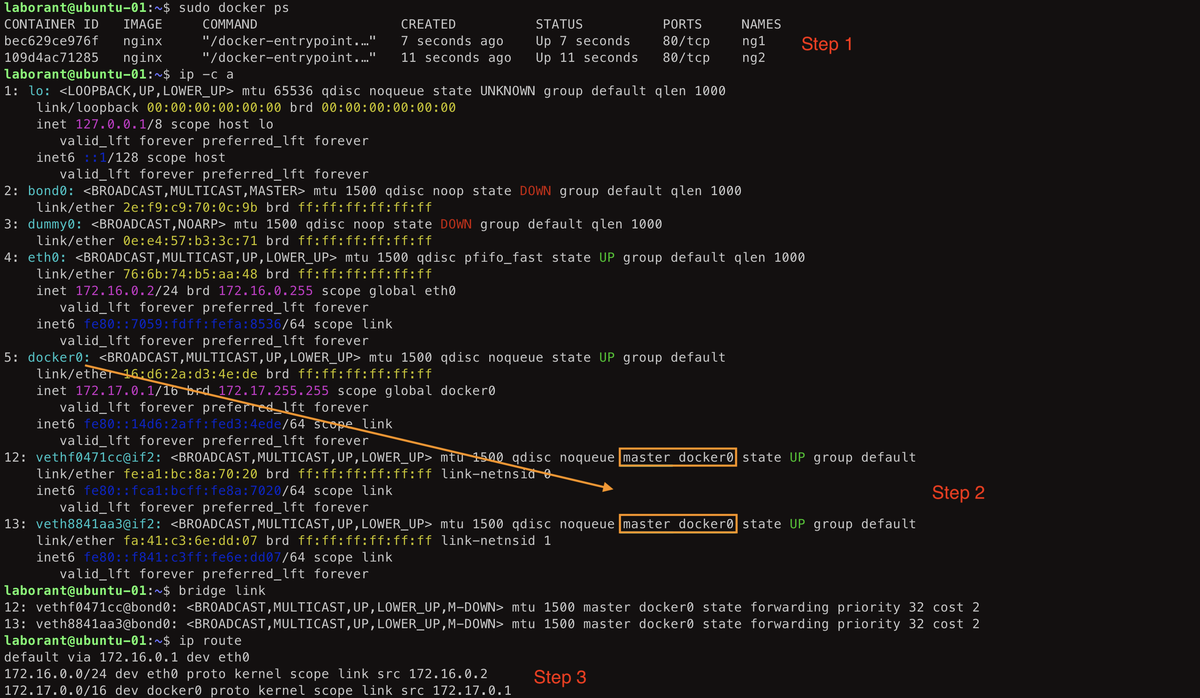 laborant@ubuntu-01:~$ sudo docker ps
CONTAINER ID   IMAGE     COMMAND                  CREATED          STATUS          PORTS     NAMES
bec629ce976f   nginx     "/docker-entrypoint.…"   7 seconds ago    Up 7 seconds    80/tcp    ng1
Step 1
109d4ac71285   nginx     "/docker-entrypoint.…"   11 seconds ago   Up 11 seconds   80/tcp    ng2
laborant@ubuntu-01:~$ ip -c a
1: lo: <LOOPBACK,UP,LOWER_UP> mtu 65536 qdisc noqueue state UNKNOWN group default qlen 1000
    link/loopback 00:00:00:00:00:00 brd 00:00:00:00:00:00
    inet 127.0.0.1/8 scope host lo
       valid_lft forever preferred_lft forever
    inet6 ::1/128 scope host
       valid_lft forever preferred_lft forever
2: bond0: <BROADCAST,MULTICAST,MASTER> mtu 1500 qdisc noop state DOWN group default qlen 1000
    link/ether 2e:f9:c9:70:0c:9b brd ff:ff:ff:ff:ff:ff
3: dummy0: <BROADCAST,NOARP> mtu 1500 qdisc noop state DOWN group default qlen 1000
    link/ether 0e:e4:57:b3:3c:71 brd ff:ff:ff:ff:ff:ff
4: eth0: <BROADCAST,MULTICAST,UP,LOWER_UP> mtu 1500 qdisc pfifo_fast state UP group default qlen 1000
    link/ether 76:6b:74:b5:aa:48 brd ff:ff:ff:ff:ff:ff
    inet 172.16.0.2/24 brd 172.16.0.255 scope global eth0
       valid_lft forever preferred_lft forever
    inet6 fe80::7059:fdff:fefa:8536/64 scope link
       valid_lft forever preferred_lft forever
5: docker0: <BROADCAST,MULTICAST,UP,LOWER_UP> mtu 1500 qdisc noqueue state UP group default
    link/ether 16:d6:2a:d3:4e:de brd ff:ff:ff:ff:ff:ff
    inet 172.17.0.1/16 brd 172.17.255.255 scope global docker0
       valid_lft forever preferred_lft forever
    inet6 fe80::14d6:2aff:fed3:4ede/64 scope link
       valid_lft forever preferred_lft forever
12: vethf0471cc@if2: <BROADCAST,MULTICAST,UP,LOWER_UP> mtu 1500 qdisc noqueue master docker0 state UP group default
    link/ether fe:a1:bc:8a:70:20 brd ff:ff:ff:ff:ff:ff link-netnsid 0
    inet6 fe80::fca1:bcff:fe8a:7020/64 scope link
Step 2
       valid_lft forever preferred_lft forever
13: veth8841aa3@if2: <BROADCAST,MULTICAST,UP,LOWER_UP> mtu 1500 qdisc noqueue master docker0 state UP group default
    link/ether fa:41:c3:6e:dd:07 brd ff:ff:ff:ff:ff:ff link-netnsid 1
    inet6 fe80::f841:c3ff:fe6e:dd07/64 scope link
       valid_lft forever preferred_lft forever
laborant@ubuntu-01:~$ bridge link
12: vethf0471cc@bond0: <BROADCAST,MULTICAST,UP,LOWER_UP,M-DOWN> mtu 1500 master docker0 state forwarding priority 32 cost 2
13: veth8841aa3@bond0: <BROADCAST,MULTICAST,UP,LOWER_UP,M-DOWN> mtu 1500 master docker0 state forwarding priority 32 cost 2
laborant@ubuntu-01:~$ ip route
default via 172.16.0.1 dev eth0
172.16.0.0/24 dev eth0 proto kernel scope link src 172.16.0.2
Step 3
172.17.0.0/16 dev docker0 proto kernel scope link src 172.17.0.1